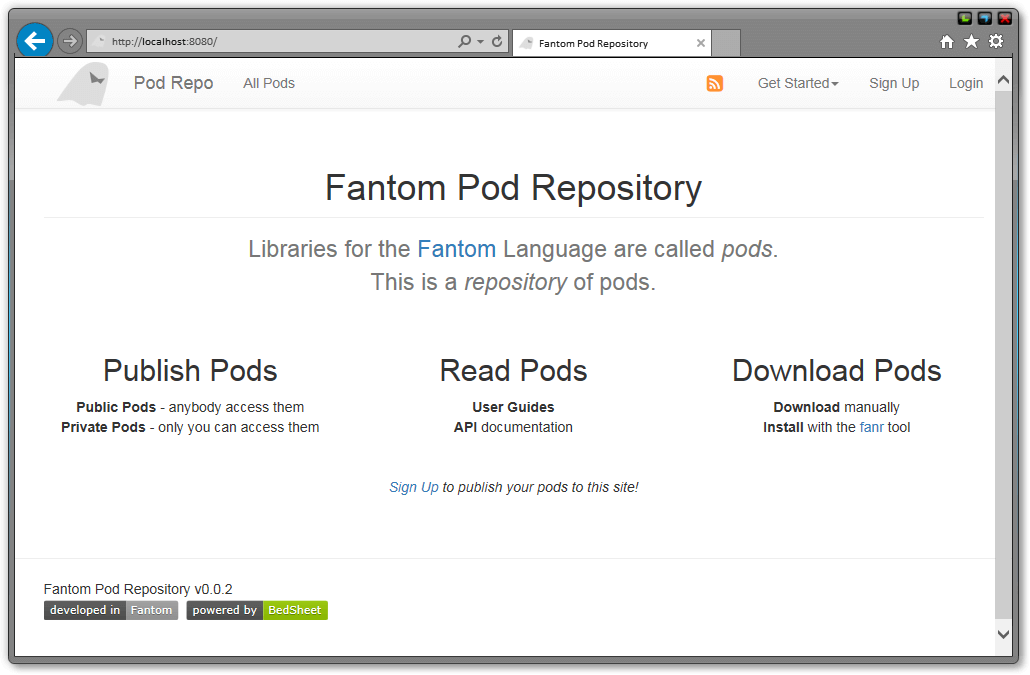 http://localhost:8080/
Fantom Pod Repository
Pod Repo All Pods Get Started Sign Up Login
Fantom Pod Repository
Libraries for the Fantom Language are called pods.
This is a repository of pods.
Publish Pods
Public Pods - anybody access them
Private Pods - only you can access them
Read Pods
User Guides
API documentation
Download Pods
Download manually
Install with the fanr tool
Sign Up to publish your pods to this site!
Fantom Pod Repository v0.0.2
developed in Fantom powered by BedSheet